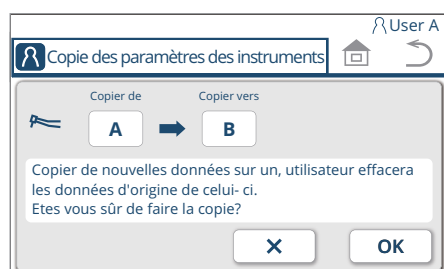 User A
Copie des paramètres des instruments
Copier de
Copier vers
A
B
Copier de nouvelles données sur un, utilisateur effacera
les données d'origine de celui- ci.
Etes vous sûr de faire la copie?
OK